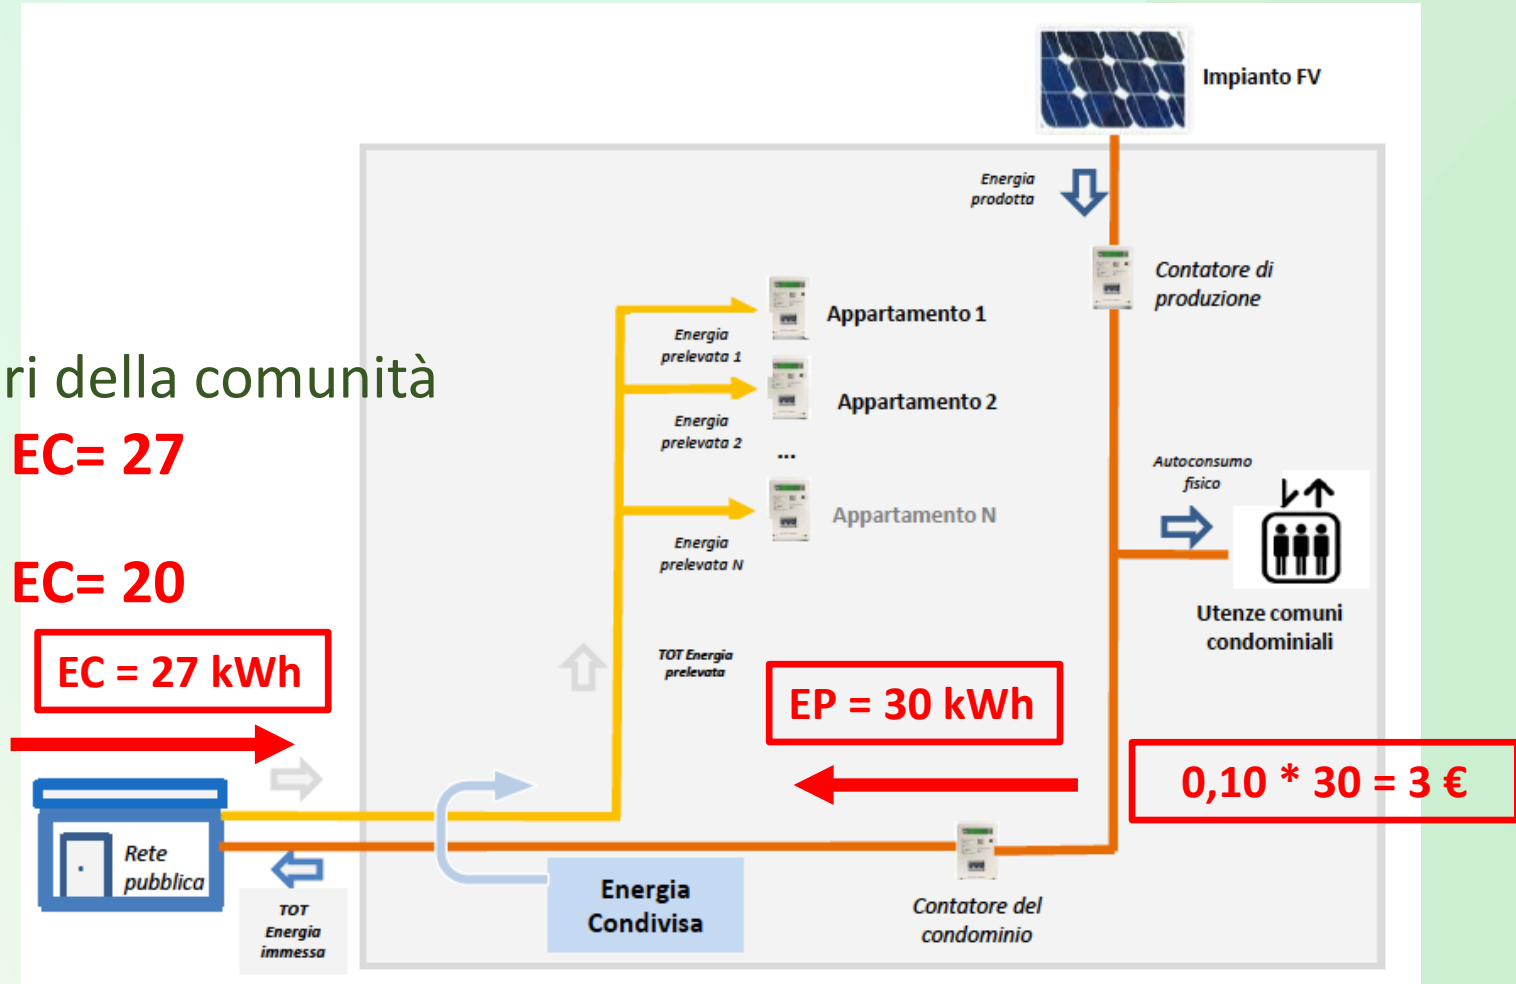 Impianto FV
Energia
prodotta
Contatore di
produzione
Appartamento 1
Energia
prelevata 1
ri della comunità
Appartamento 2
EC= 27
Energia
prelevata 2
...
Autoconsumo
fisico
Appartamento N
Energia
prelevata N
EC= 20
Utenze comuni
condominiali
EC = 27 kWh
TOT Energia
prelevata
EP = 30 kWh
0,10 * 30 = 3 €
Rete
pubblica
TOT
Energia
immessa
Energia
Condivisa
Contatore del
condominio